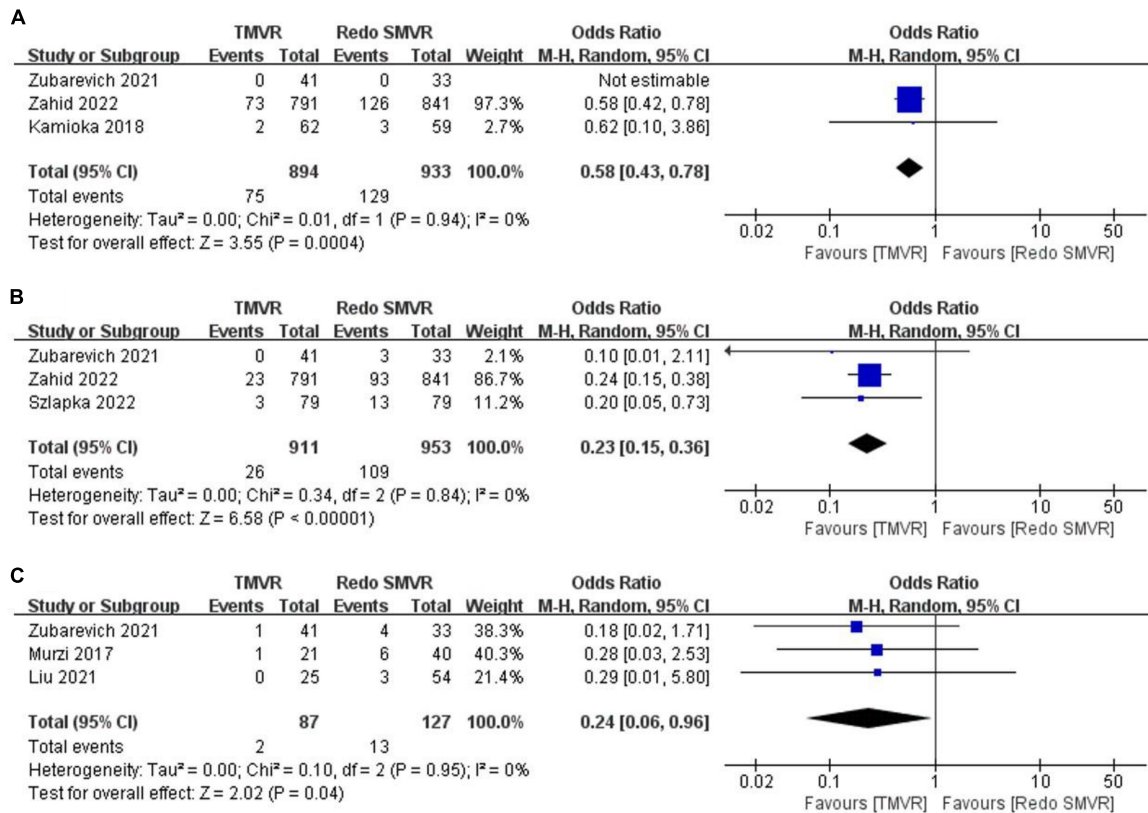 A
TMVR Redo SMVR Odds Ratio Odds Ratio
Study or Subgroup Events Total Events Total Weight M-H, Random, 95% CI M-H, Random, 95% CI
Zubarevich 2021 0 41 0 33 Not estimable
Zahid 2022 73 791 126 841 97.3% 0.58 [0.42, 0.78]
Kamioka 2018 2 62 3 59 2.7% 0.62 [0.10, 3.86]
Total (95% CI) 894 933 100.0% 0.58 [0.43, 0.78]
Total events 75 129
Heterogeneity: Tau² = 0.00; Chi² = 0.01, df = 1 (P = 0.94); I² = 0%
Test for overall effect: Z = 3.55 (P = 0.0004)
0.02 0.1 1 10 50
Favours [TMVR] Favours [Redo SMVR]
B
TMVR Redo SMVR Odds Ratio Odds Ratio
Study or Subgroup Events Total Events Total Weight M-H, Random, 95% CI M-H, Random, 95% CI
Zubarevich 2021 0 41 3 33 2.1% 0.10 [0.01, 2.11]
Zahid 2022 23 791 93 841 86.7% 0.24 [0.15, 0.38]
Szlapka 2022 3 79 13 79 11.2% 0.20 [0.05, 0.73]
Total (95% CI) 911 953 100.0% 0.23 [0.15, 0.36]
Total events 26 109
Heterogeneity: Tau² = 0.00; Chi² = 0.34, df = 2 (P = 0.84); I² = 0%
Test for overall effect: Z = 6.58 (P < 0.00001)
0.02 0.1 1 10 50
Favours [TMVR] Favours [Redo SMVR]
C
TMVR Redo SMVR Odds Ratio Odds Ratio
Study or Subgroup Events Total Events Total Weight M-H, Random, 95% CI M-H, Random, 95% CI
Zubarevich 2021 1 41 4 33 38.3% 0.18 [0.02, 1.71]
Murzi 2017 1 21 6 40 40.3% 0.28 [0.03, 2.53]
Liu 2021 0 25 3 54 21.4% 0.29 [0.01, 5.80]
Total (95% CI) 87 127 100.0% 0.24 [0.06, 0.96]
Total events 2 13
Heterogeneity: Tau² = 0.00; Chi² = 0.10, df = 2 (P = 0.95); I² = 0%
Test for overall effect: Z = 2.02 (P = 0.04)
0.02 0.1 1 10 50
Favours [TMVR] Favours [Redo SMVR]